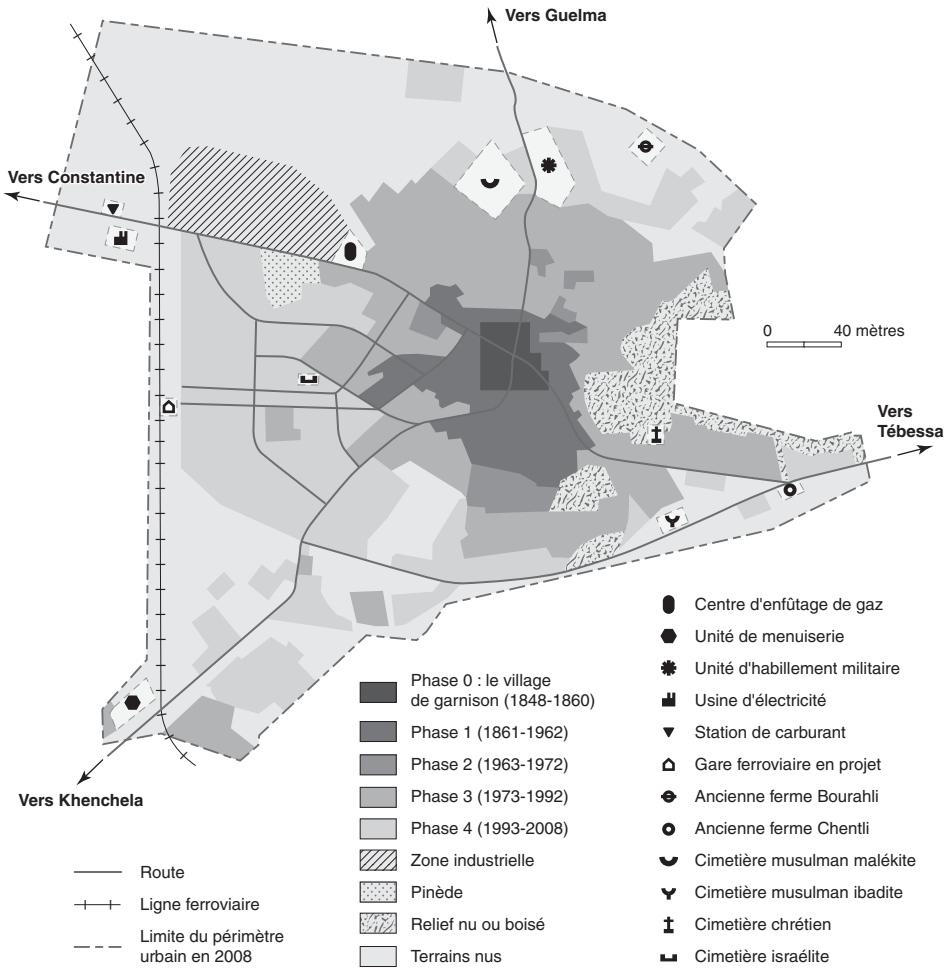 Vers Guelma
Vers Constantine
0 40 mètres
Vers
Tébessa
Vers Khenchela
Route
Ligne ferroviaire
Limite du périmètre
urbain en 2008
Phase 0 : le village
de garnison (1848-1860)
Phase 1 (1861-1962)
Phase 2 (1963-1972)
Phase 3 (1973-1992)
Phase 4 (1993-2008)
Zone industrielle
Pinède
Relief nu ou boisé
Terrains nus
Centre d'enfûtage de gaz
Unité de menuiserie
Unité d'habillement militaire
Usine d'électricité
Station de carburant
Gare ferroviaire en projet
Ancienne ferme Bourahli
Ancienne ferme Chentli
Cimetière musulman malékite
Cimetière musulman ibadite
Cimetière chrétien
Cimetière israélite